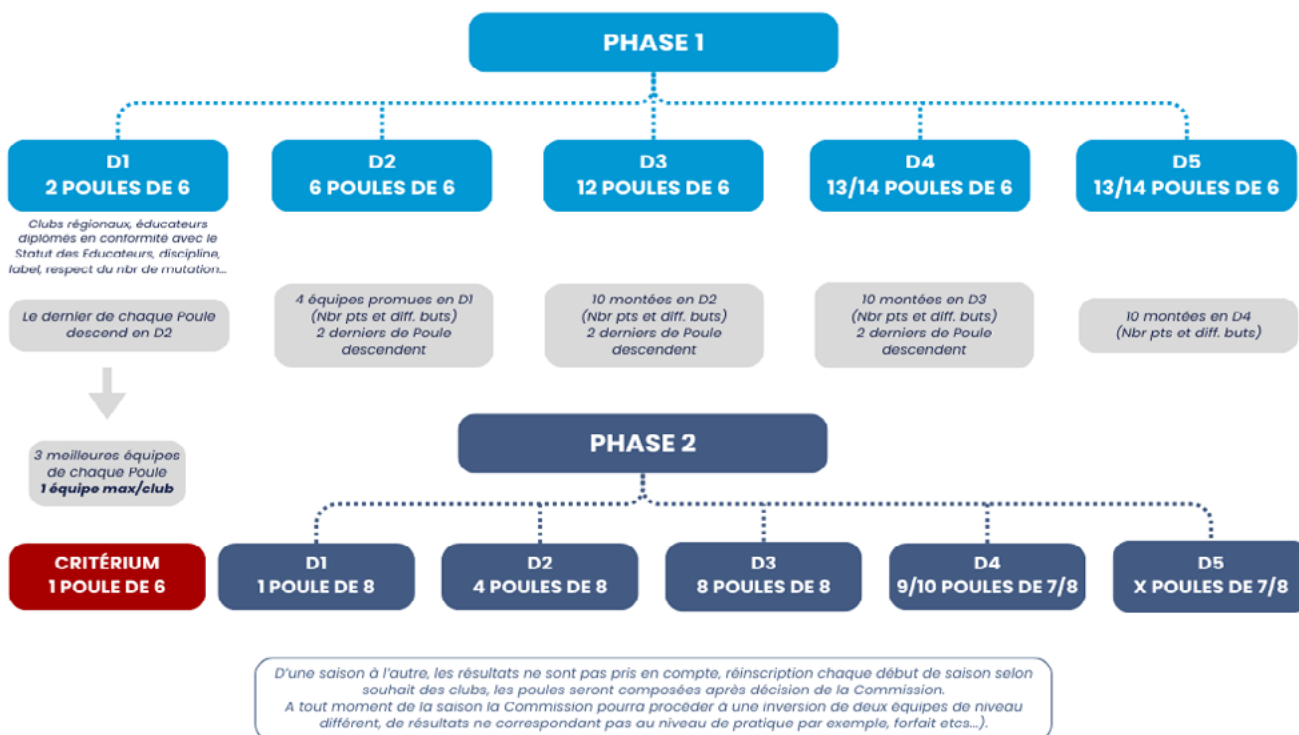 PHASE 1
D1
2 POULES DE 6
D2
6 POULES DE 6
D3
12 POULES DE 6
D4
13/14 POULES DE 6
D5
13/14 POULES DE 6
Clubs régionaux, éducateurs
diplômés en conformité avec le
Statut des Educateurs, discipline,
label, respect du nbr de mutation...
Le dernier de chaque Poule
descend en D2
4 équipes promues en D1
(Nbr pts et diff. buts)
2 derniers de Poule
descendent
10 montées en D2
(Nbr pts et diff. buts)
2 derniers de Poule
descendent
10 montées en D3
(Nbr pts et diff. buts)
2 derniers de Poule
descendent
10 montées en D4
(Nbr pts et diff. buts)
3 meilleures équipes
de chaque Poule
1 équipe max/club
PHASE 2
CRITÉRIUM
1 POULE DE 6
D1
1 POULE DE 8
D2
4 POULES DE 8
D3
8 POULES DE 8
D4
9/10 POULES DE 7/8
D5
X POULES DE 7/8
D'une saison à l'autre, les résultats ne sont pas pris en compte, réinscription chaque début de saison selon
souhait des clubs, les poules seront composées après décision de la Commission.
A tout moment de la saison la Commission pourra procéder à une inversion de deux équipes de niveau
différent, de résultats ne correspondant pas au niveau de pratique par exemple, forfait etcs...).